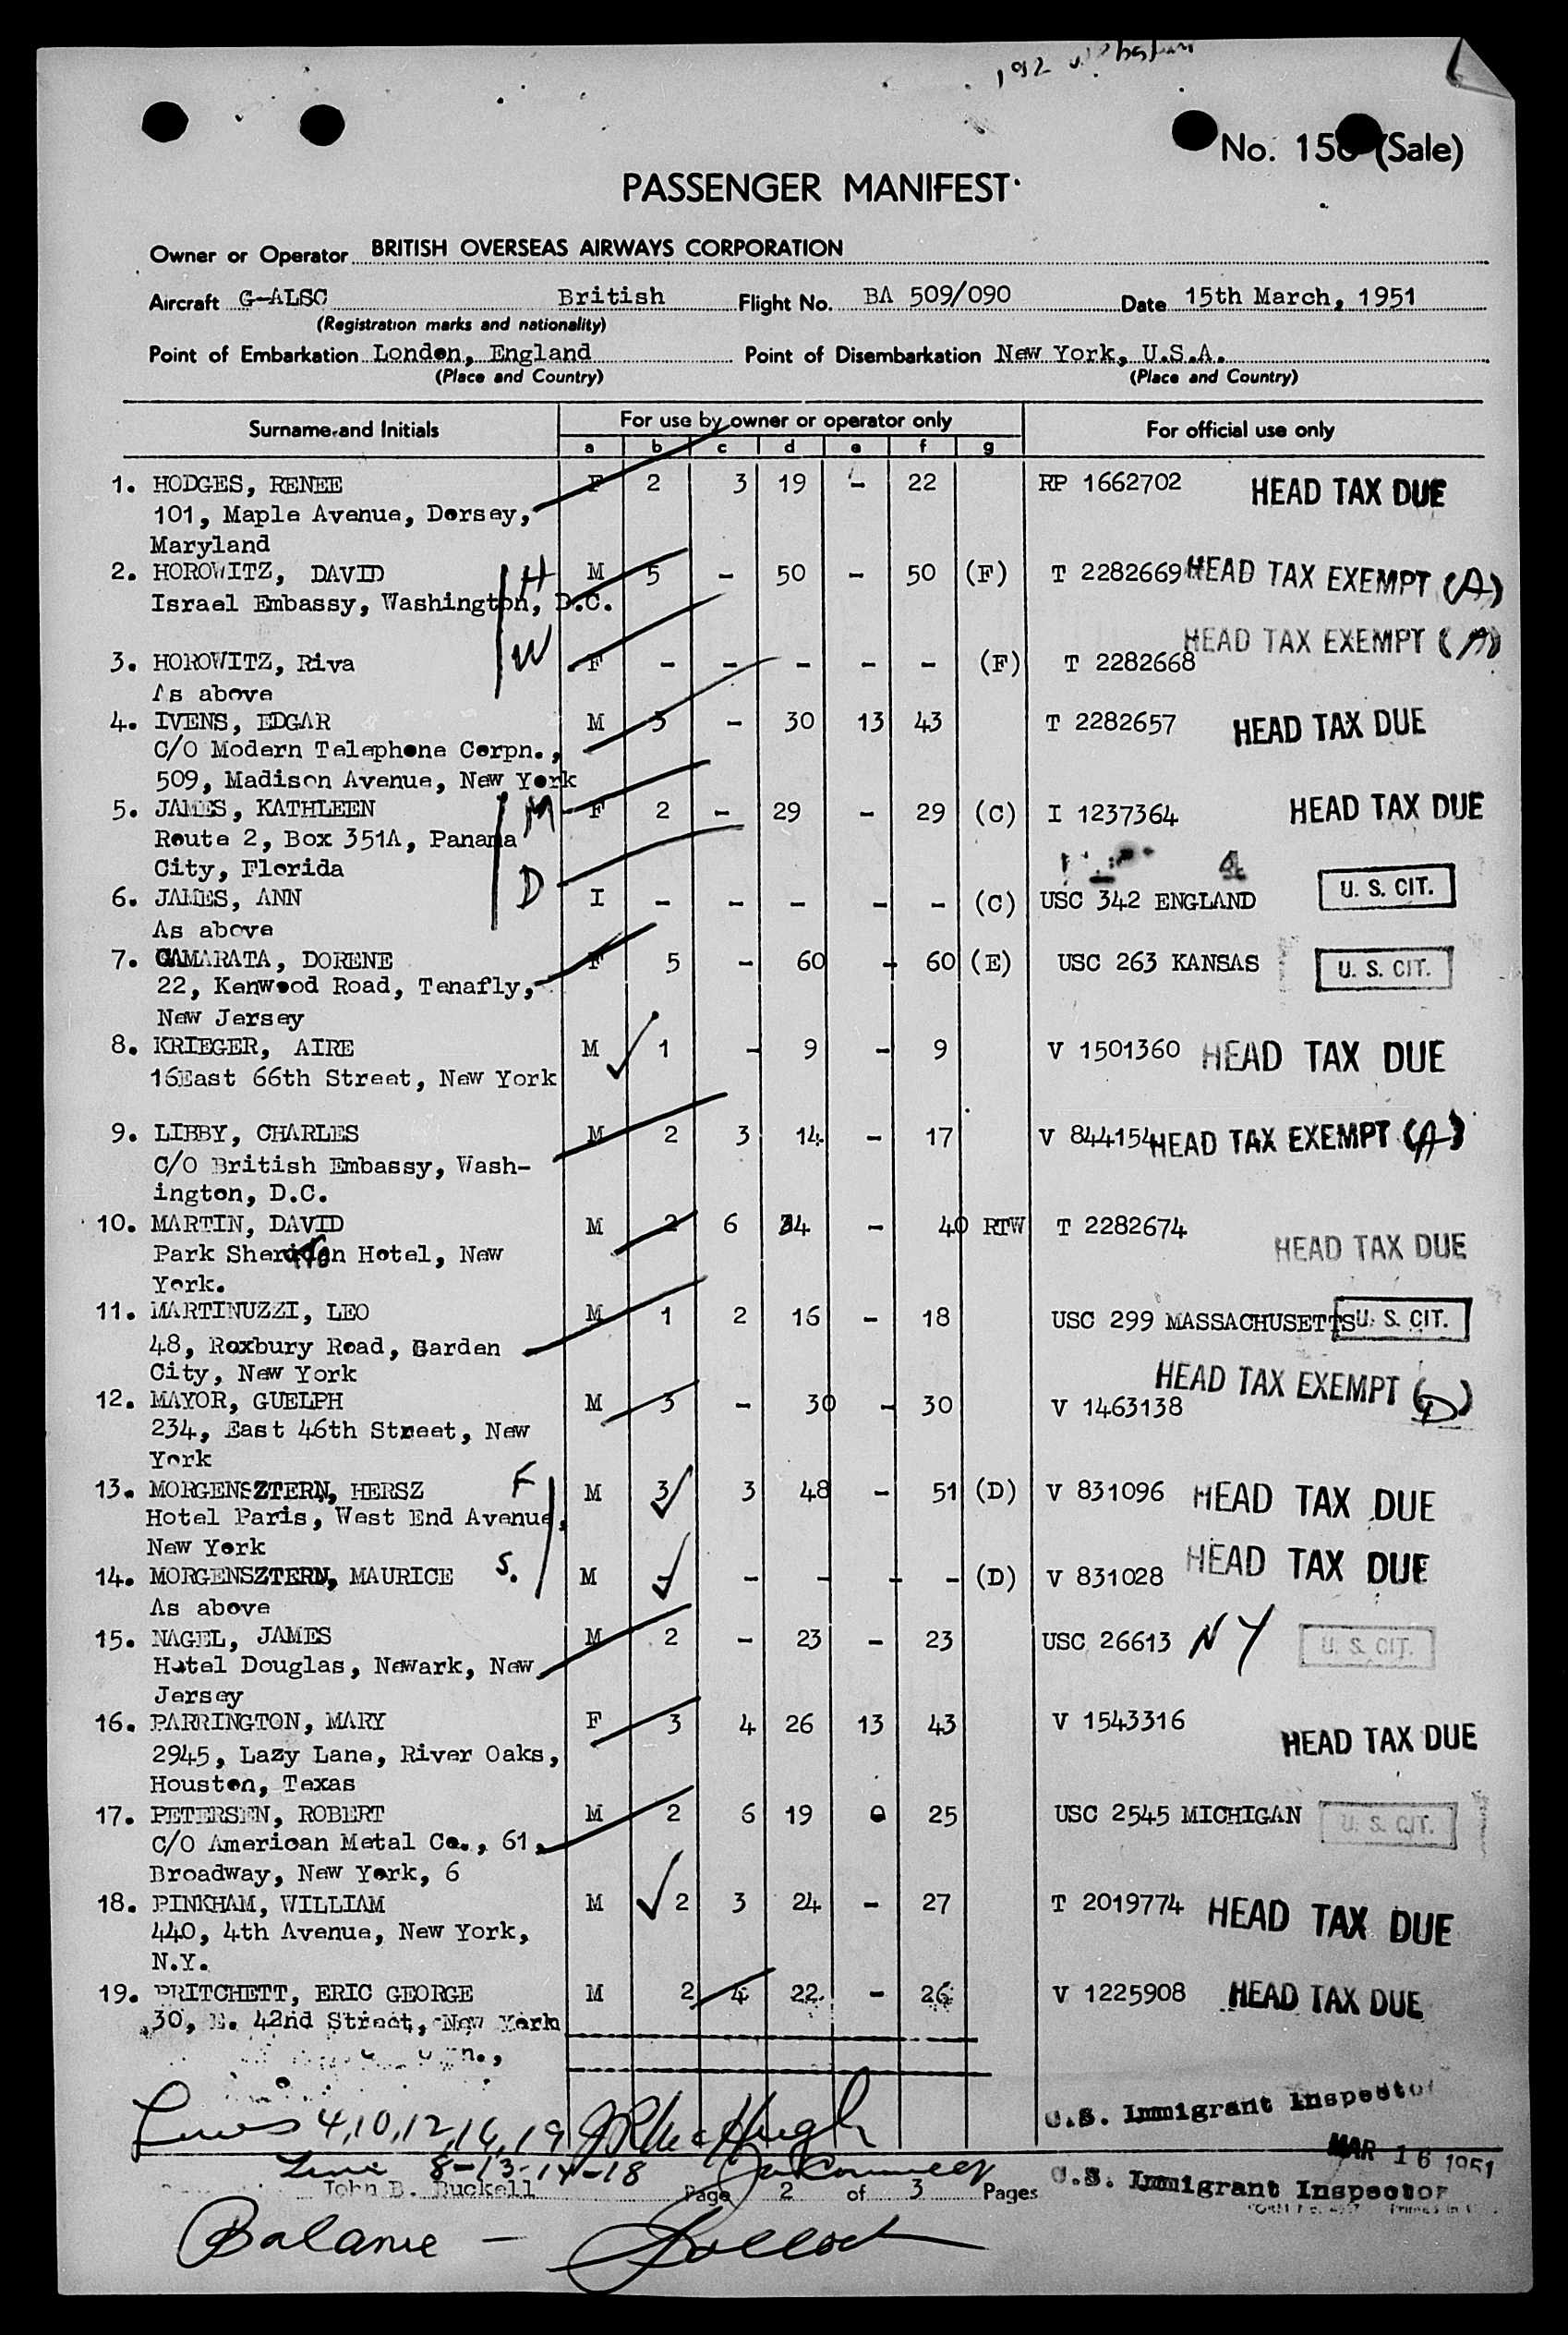 (Sale)
PASSENGER MANIFEST
Owner or Operator BRITISH OVERSEAS AIRWAYS CORPORATION
Aircraft G-ALSC British Flight No. BA 509/090 Date 15th March, 1951
(Registration marks and nationality)
Point of Embarkation London, England Point of Disembarkation New York, U.S.A.
(Place and Country) (Place and Country)
Surname and Initials For use by owner or operator only For official use only
a b c d e f g
1. HODGES, RENEE F 2 3 19 - 22 RP 1662702 HEAD TAX DUE
101, Maple Avenue, Dorsey,
Maryland
2. HOROWITZ, DAVID H M 5 - 50 - 50 (F) T 2282669 HEAD TAX EXEMPT (A)
Israel Embassy, Washington, D.C.
HEAD TAX EXEMPT (A)
3. HOROWITZ, Riva W F - - - - - (F) T 2282668
As above
4. IVENS, EDGAR M 3 - 30 13 43 T 2282657 HEAD TAX DUE
C/O Modern Telephone Corpn.,
509, Madison Avenue, New York
5. JAMES, KATHLEEN M F 2 - 29 - 29 (C) I 1237364 HEAD TAX DUE
Route 2, Box 351A, Panama
City, Florida 4
6. JAMES, ANN D I - - - - - (C) USC 342 ENGLAND U. S. CIT.
As above
7. CAMARATA, DORENE F 5 - 60 - 60 (E) USC 263 KANSAS U. S. CIT.
22, Kenwood Road, Tenafly,
New Jersey
8. KRIEGER, AIRE M 1 - 9 - 9 V 1501360 HEAD TAX DUE
16East 66th Street, New York
9. LIBBY, CHARLES M 2 3 14 - 17 V 844154 HEAD TAX EXEMPT (A)
C/O British Embassy, Wash-
ington, D.C.
10. MARTIN, DAVID M 2 6 34 - 40 RTW T 2282674
Park Hotel, New HEAD TAX DUE
York.
11. MARTINUZZI, LEO M 1 2 16 - 18 USC 299 MASSACHUSETTS U. S. CIT.
48, Roxbury Road, Garden
City, New York HEAD TAX EXEMPT (D)
12. MAYOR, GUELPH M 3 - 30 - 30 V 1463138
234, East 46th Street, New
York
13. MORGENSZTERN, HERSZ F M 3 3 48 - 51 (D) V 831096 HEAD TAX DUE
Hotel Paris, West End Avenue,
New York
14. MORGENSZTERN, MAURICE S. M - - - - - (D) V 831028 HEAD TAX DUE
As above
15. NAGEL, JAMES M 2 - 23 - 23 USC 26613 NY U. S. CIT.
Hotel Douglas, Newark, New
Jersey
16. PARRINGTON, MARY F 3 4 26 13 43 V 1543316 HEAD TAX DUE
2945, Lazy Lane, River Oaks,
Houston, Texas
17. PETERSEN, ROBERT M 2 6 19 25 USC 2545 MICHIGAN U. S. CIT.
C/O American Metal Co., 61,
Broadway, New York, 6
18. PINKHAM, WILLIAM M 2 3 24 - 27 T 2019774 HEAD TAX DUE
440, 4th Avenue, New York,
N.Y.
19. PRITCHETT, ERIC GEORGE M 2 4 22 - 26 V 1225908 HEAD TAX DUE
30, E. 42nd Street, New York
Lines 4,10,12,16,19 U.S. Immigrant Inspector
MAR 16 1951
Line 8-13-14-18 U.S. Immigrant Inspector
John B. Buckell Page 2 of 3 Pages
Balance -